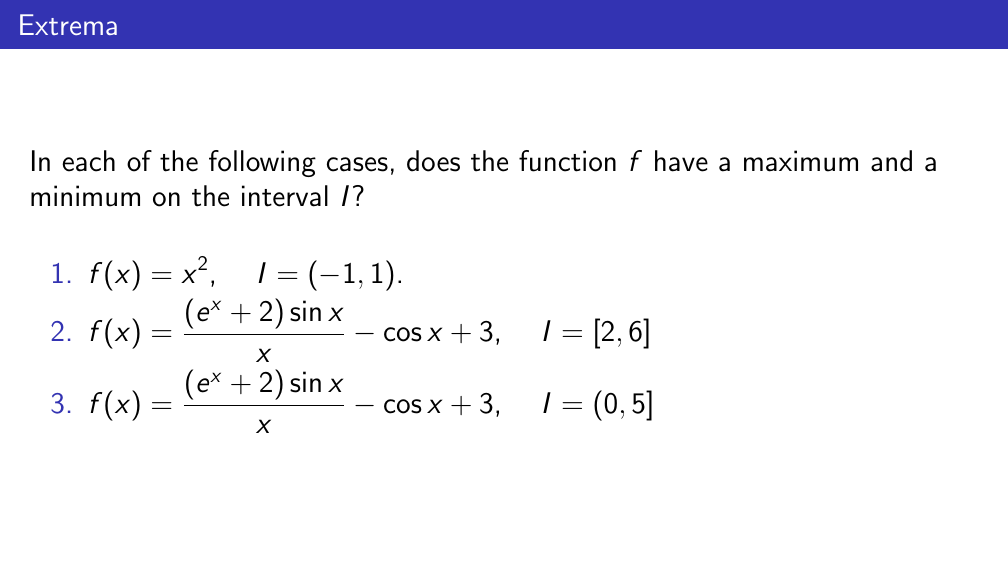 Extrema
In each of the following cases, does the function f have a maximum and a
minimum on the interval I?
1. f(x) = x², I = (−1, 1).
2. f(x) = (eˣ + 2) sin x / x − cos x + 3, I = [2, 6]
3. f(x) = (eˣ + 2) sin x / x − cos x + 3, I = (0, 5]